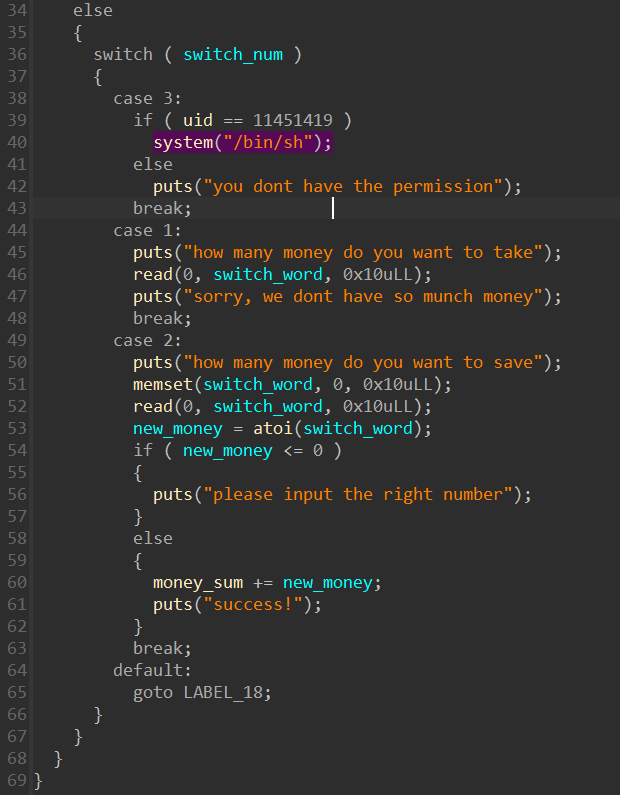 34     else
35     {
36       switch ( switch_num )
37       {
38         case 3:
39           if ( uid == 11451419 )
40             system("/bin/sh");
41           else
42             puts("you dont have the permission");
43           break;
44         case 1:
45           puts("how many money do you want to take");
46           read(0, switch_word, 0x10uLL);
47           puts("sorry, we dont have so munch money");
48           break;
49         case 2:
50           puts("how many money do you want to save");
51           memset(switch_word, 0, 0x10uLL);
52           read(0, switch_word, 0x10uLL);
53           new_money = atoi(switch_word);
54           if ( new_money <= 0 )
55           {
56             puts("please input the right number");
57           }
58           else
59           {
60             money_sum += new_money;
61             puts("success!");
62           }
63           break;
64         default:
65           goto LABEL_18;
66       }
67     }
68   }
69 }